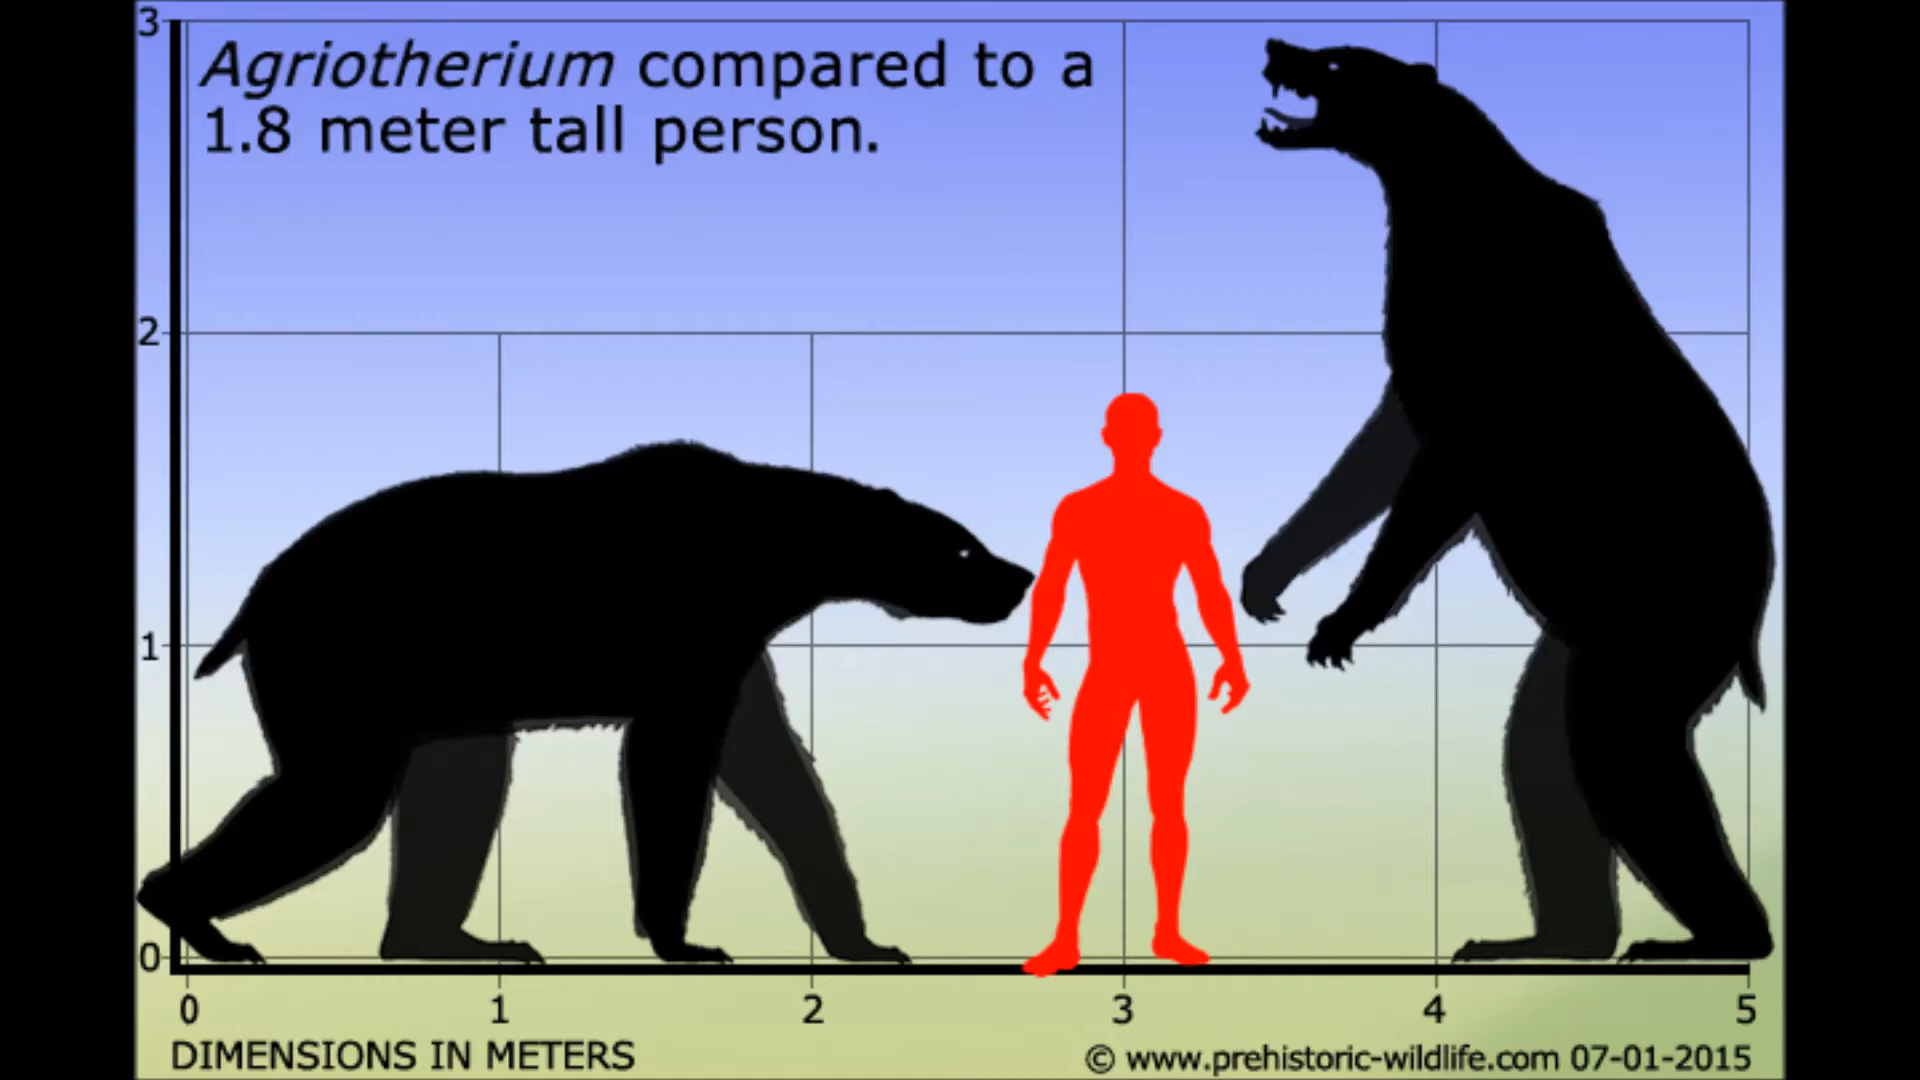 3
Agriotherium compared to a
1.8 meter tall person.
2
1
0
0 1 2 3 4 5
DIMENSIONS IN METERS
© www.prehistoric-wildlife.com 07-01-2015